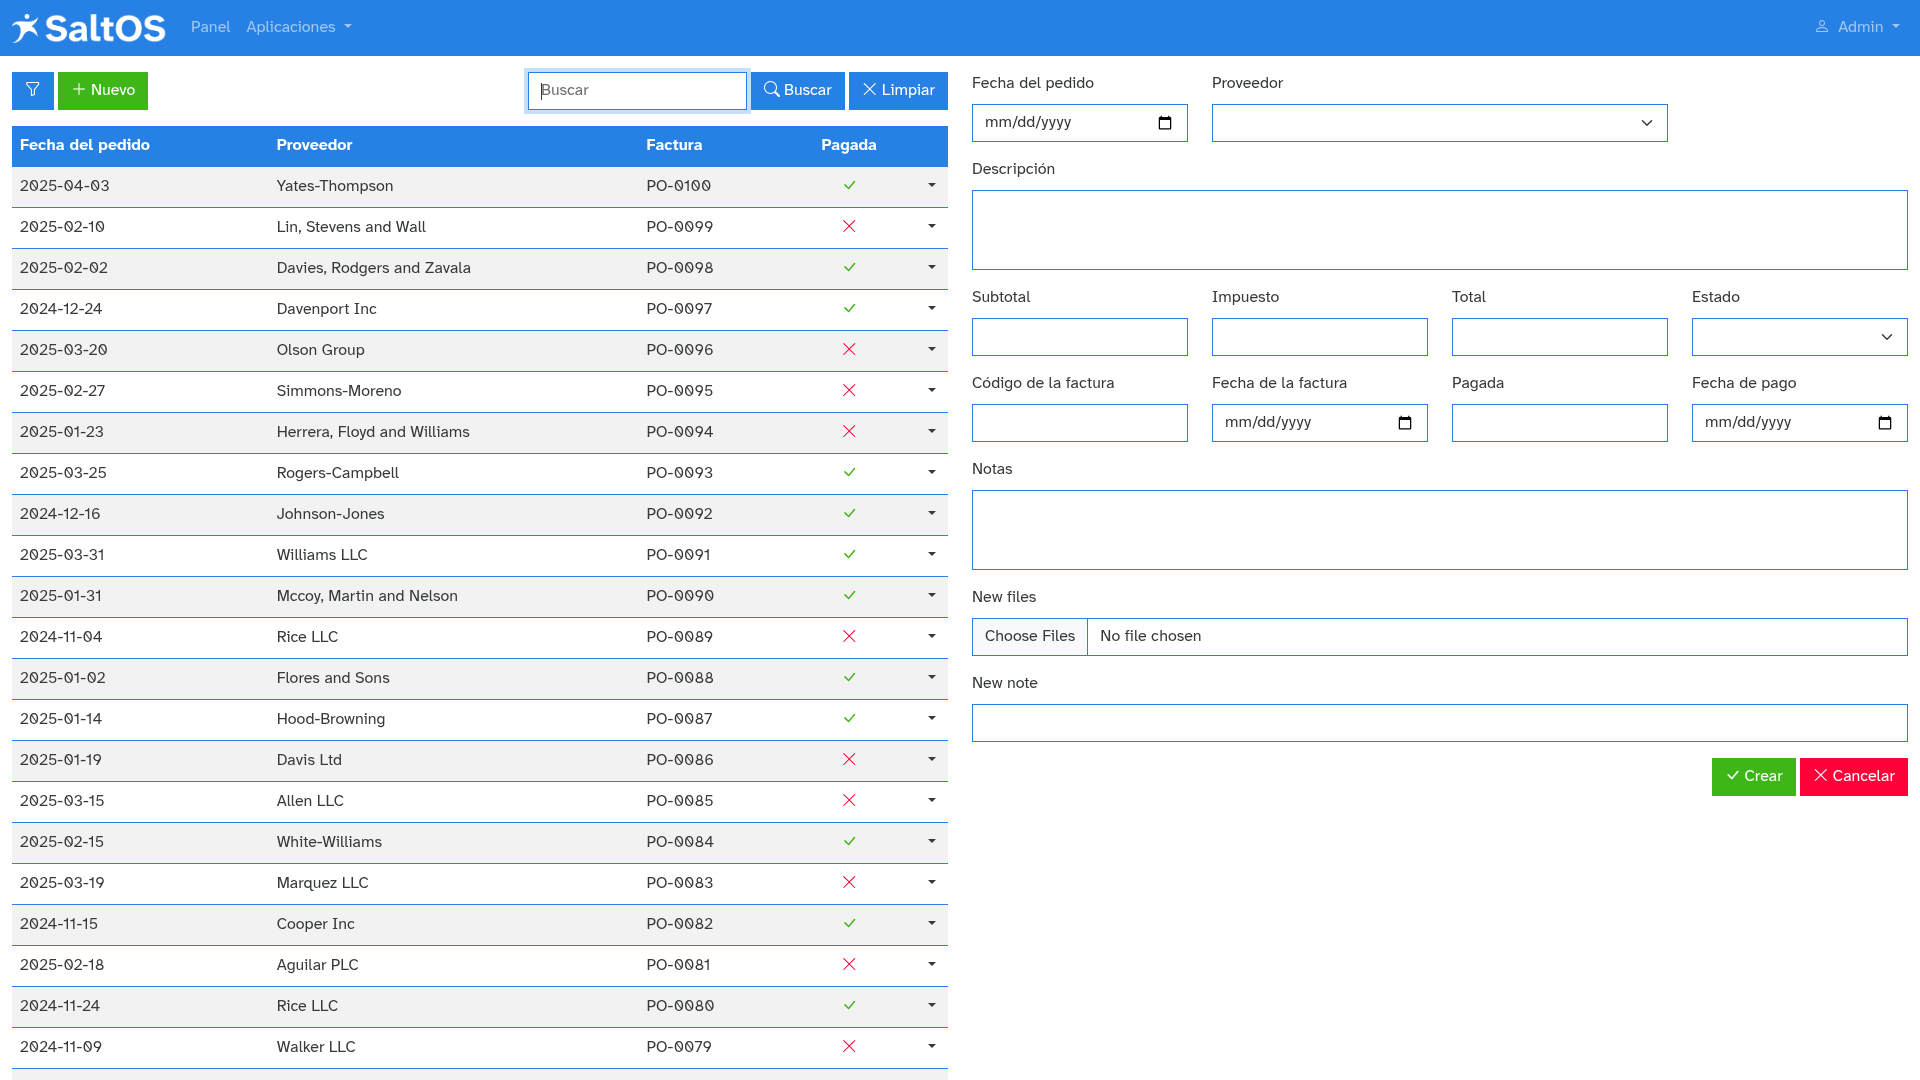 SaltOS Panel Aplicaciones Admin
Nuevo Buscar Buscar Limpiar
Fecha del pedido Proveedor Factura Pagada
2025-04-03 Yates-Thompson PO-0100
2025-02-10 Lin, Stevens and Wall PO-0099
2025-02-02 Davies, Rodgers and Zavala PO-0098
2024-12-24 Davenport Inc PO-0097
2025-03-20 Olson Group PO-0096
2025-02-27 Simmons-Moreno PO-0095
2025-01-23 Herrera, Floyd and Williams PO-0094
2025-03-25 Rogers-Campbell PO-0093
2024-12-16 Johnson-Jones PO-0092
2025-03-31 Williams LLC PO-0091
2025-01-31 Mccoy, Martin and Nelson PO-0090
2024-11-04 Rice LLC PO-0089
2025-01-02 Flores and Sons PO-0088
2025-01-14 Hood-Browning PO-0087
2025-01-19 Davis Ltd PO-0086
2025-03-15 Allen LLC PO-0085
2025-02-15 White-Williams PO-0084
2025-03-19 Marquez LLC PO-0083
2024-11-15 Cooper Inc PO-0082
2025-02-18 Aguilar PLC PO-0081
2024-11-24 Rice LLC PO-0080
2024-11-09 Walker LLC PO-0079
Fecha del pedido Proveedor
mm/dd/yyyy
Descripción
Subtotal Impuesto Total Estado
Código de la factura Fecha de la factura Pagada Fecha de pago
mm/dd/yyyy mm/dd/yyyy
Notas
New files
Choose Files No file chosen
New note
Crear Cancelar